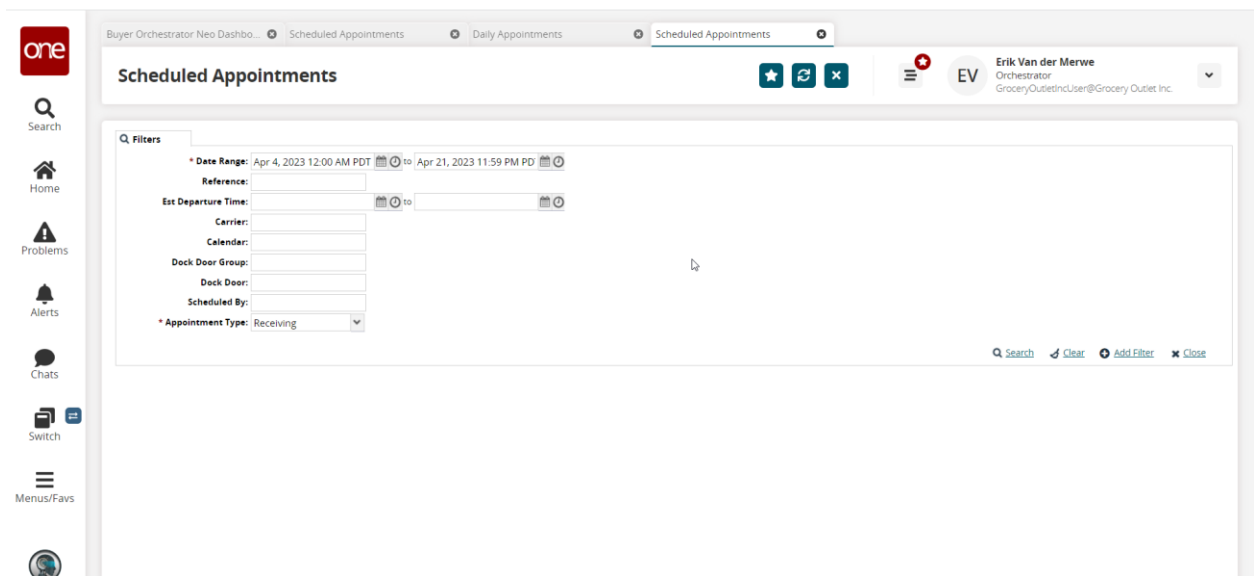 one
Buyer Orchestrator Neo Dashbo... Scheduled Appointments Daily Appointments Scheduled Appointments
Scheduled Appointments
EV
Erik Van der Merwe
Orchestrator
GroceryOutletIncUser@Grocery Outlet Inc.
Search
Home
Problems
Alerts
Chats
Switch
Menus/Favs
Filters
* Date Range: Apr 4, 2023 12:00 AM PDT to Apr 21, 2023 11:59 PM PD
Reference:
Est Departure Time: to
Carrier:
Calendar:
Dock Door Group:
Dock Door:
Scheduled By:
* Appointment Type: Receiving
Search Clear Add Filter Close